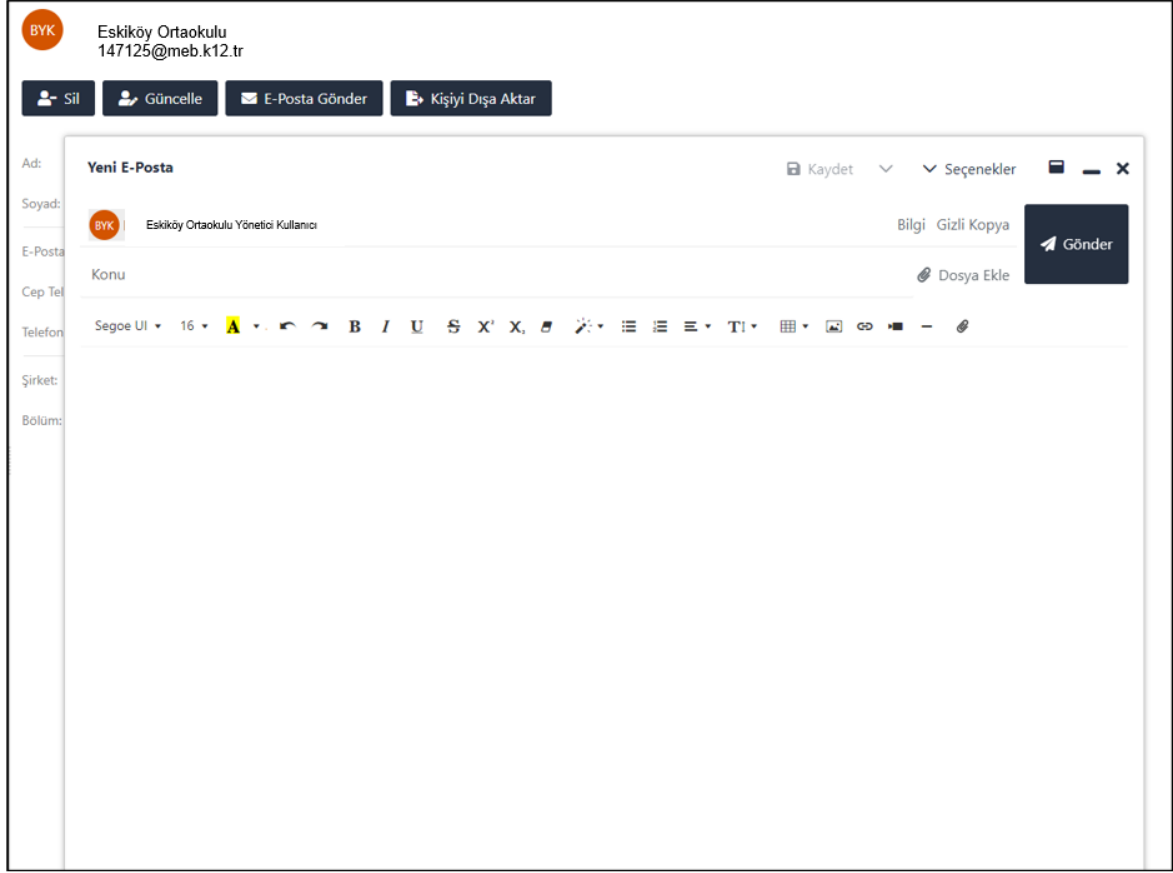 BYK
Eskiköy Ortaokulu
147125@meb.k12.tr
Sil
Güncelle
E-Posta Gönder
Kişiyi Dışa Aktar
Ad:
Soyad:
E-Posta
Cep Tel
Telefon
Şirket:
Bölüm:
Yeni E-Posta
Kaydet
Seçenekler
BYK
Eskiköy Ortaokulu Yönetici Kullanıcı
Bilgi Gizli Kopya
Gönder
Konu
Dosya Ekle
Segoe UI 16 A B I U S X² X, T